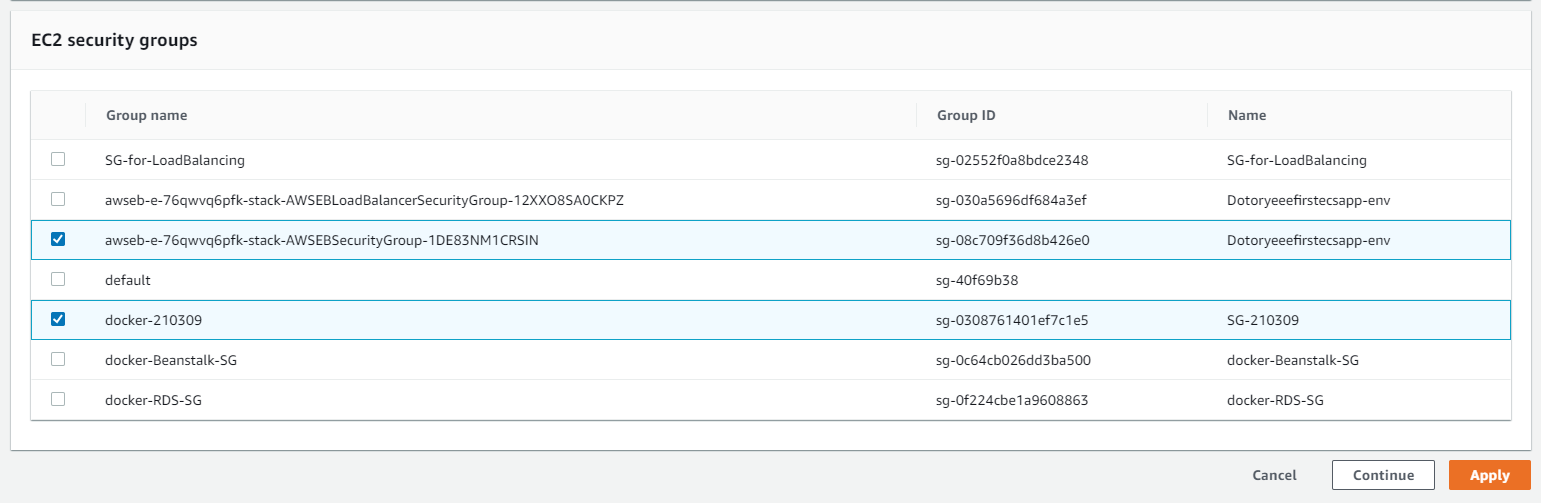 EC2 security groups
Group name Group ID Name
SG-for-LoadBalancing sg-02552f0a8bdce2348 SG-for-LoadBalancing
awseb-e-76qwvq6pfk-stack-AWSEBLoadBalancerSecurityGroup-12XXO8SA0CKPZ sg-030a5696df684a3ef Dotoryeeefirstecsapp-env
awseb-e-76qwvq6pfk-stack-AWSEBSecurityGroup-1DE83NM1CRSIN sg-08c709f36d8b426e0 Dotoryeeefirstecsapp-env
default sg-40f69b38
docker-210309 sg-0308761401ef7c1e5 SG-210309
docker-Beanstalk-SG sg-0c64cb026dd3ba500 docker-Beanstalk-SG
docker-RDS-SG sg-0f224cbe1a9608863 docker-RDS-SG
Cancel Continue Apply